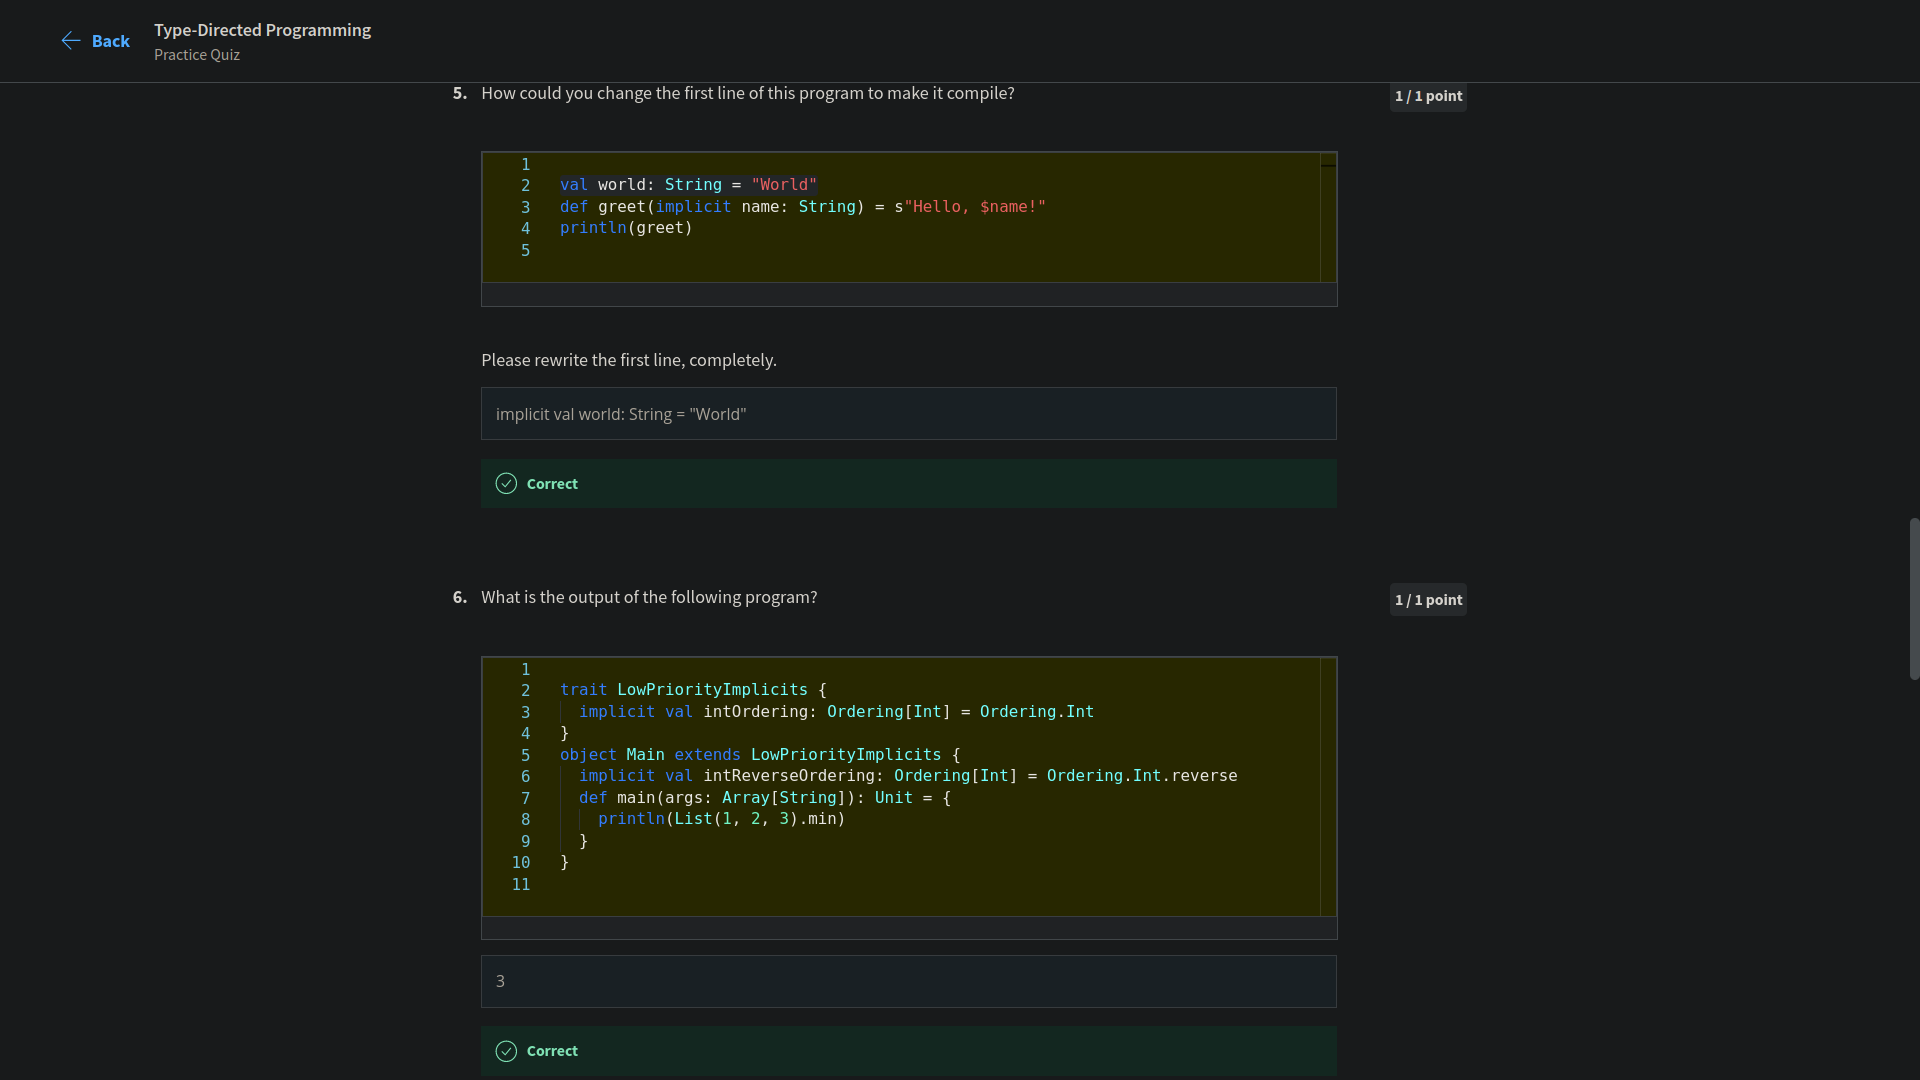 Back
Type-Directed Programming
Practice Quiz
5. How could you change the first line of this program to make it compile?
1 / 1 point
1
2 val world: String = "World"
3 def greet(implicit name: String) = s"Hello, $name!"
4 println(greet)
5
Please rewrite the first line, completely.
implicit val world: String = "World"
Correct
6. What is the output of the following program?
1 / 1 point
1
2 trait LowPriorityImplicits {
3 implicit val intOrdering: Ordering[Int] = Ordering.Int
4 }
5 object Main extends LowPriorityImplicits {
6 implicit val intReverseOrdering: Ordering[Int] = Ordering.Int.reverse
7 def main(args: Array[String]): Unit = {
8 println(List(1, 2, 3).min)
9 }
10 }
11
3
Correct